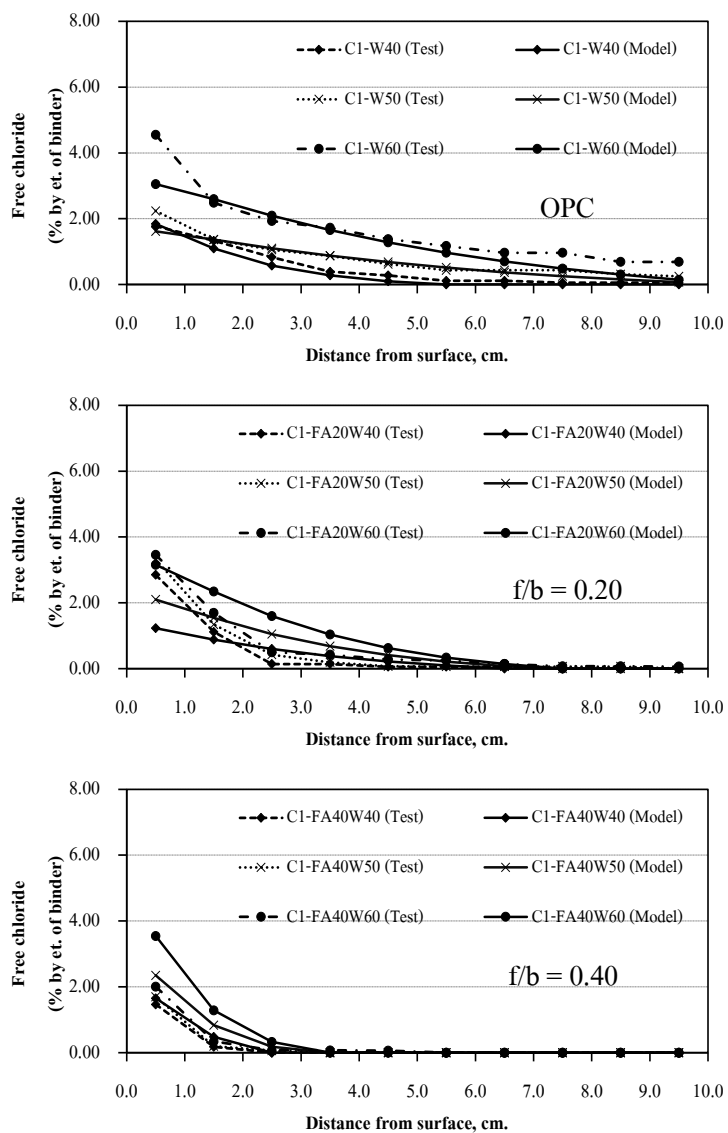 8.00
C1-W40 (Test) C1-W40 (Model)
6.00
C1-W50 (Test) C1-W50 (Model)
4.00
C1-W60 (Test) C1-W60 (Model)
Free chloride
(% by et. of binder)
2.00
OPC
0.00
0.0 1.0 2.0 3.0 4.0 5.0 6.0 7.0 8.0 9.0 10.0
Distance from surface, cm.
8.00
C1-FA20W40 (Test) C1-FA20W40 (Model)
6.00
C1-FA20W50 (Test) C1-FA20W50 (Model)
4.00
C1-FA20W60 (Test) C1-FA20W60 (Model)
Free chloride
(% by et. of binder)
f/b = 0.20
2.00
0.00
0.0 1.0 2.0 3.0 4.0 5.0 6.0 7.0 8.0 9.0 10.0
Distance from surface, cm.
8.00
C1-FA40W40 (Test) C1-FA40W40 (Model)
6.00
C1-FA40W50 (Test) C1-FA40W50 (Model)
4.00
C1-FA40W60 (Test) C1-FA40W60 (Model)
Free chloride
(% by et. of binder)
f/b = 0.40
2.00
0.00
0.0 1.0 2.0 3.0 4.0 5.0 6.0 7.0 8.0 9.0 10.0
Distance from surface, cm.